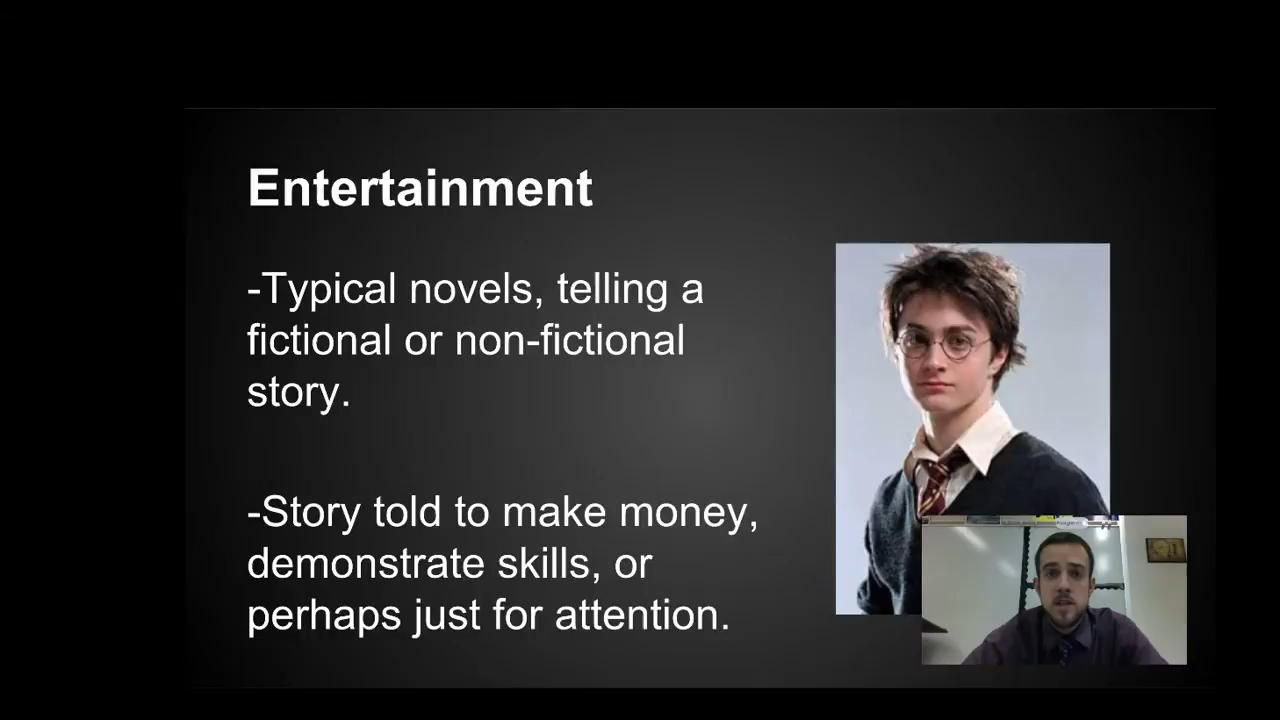 Entertainment
-Typical novels, telling a
fictional or non-fictional
story.
-Story told to make money,
demonstrate skills, or
perhaps just for attention.